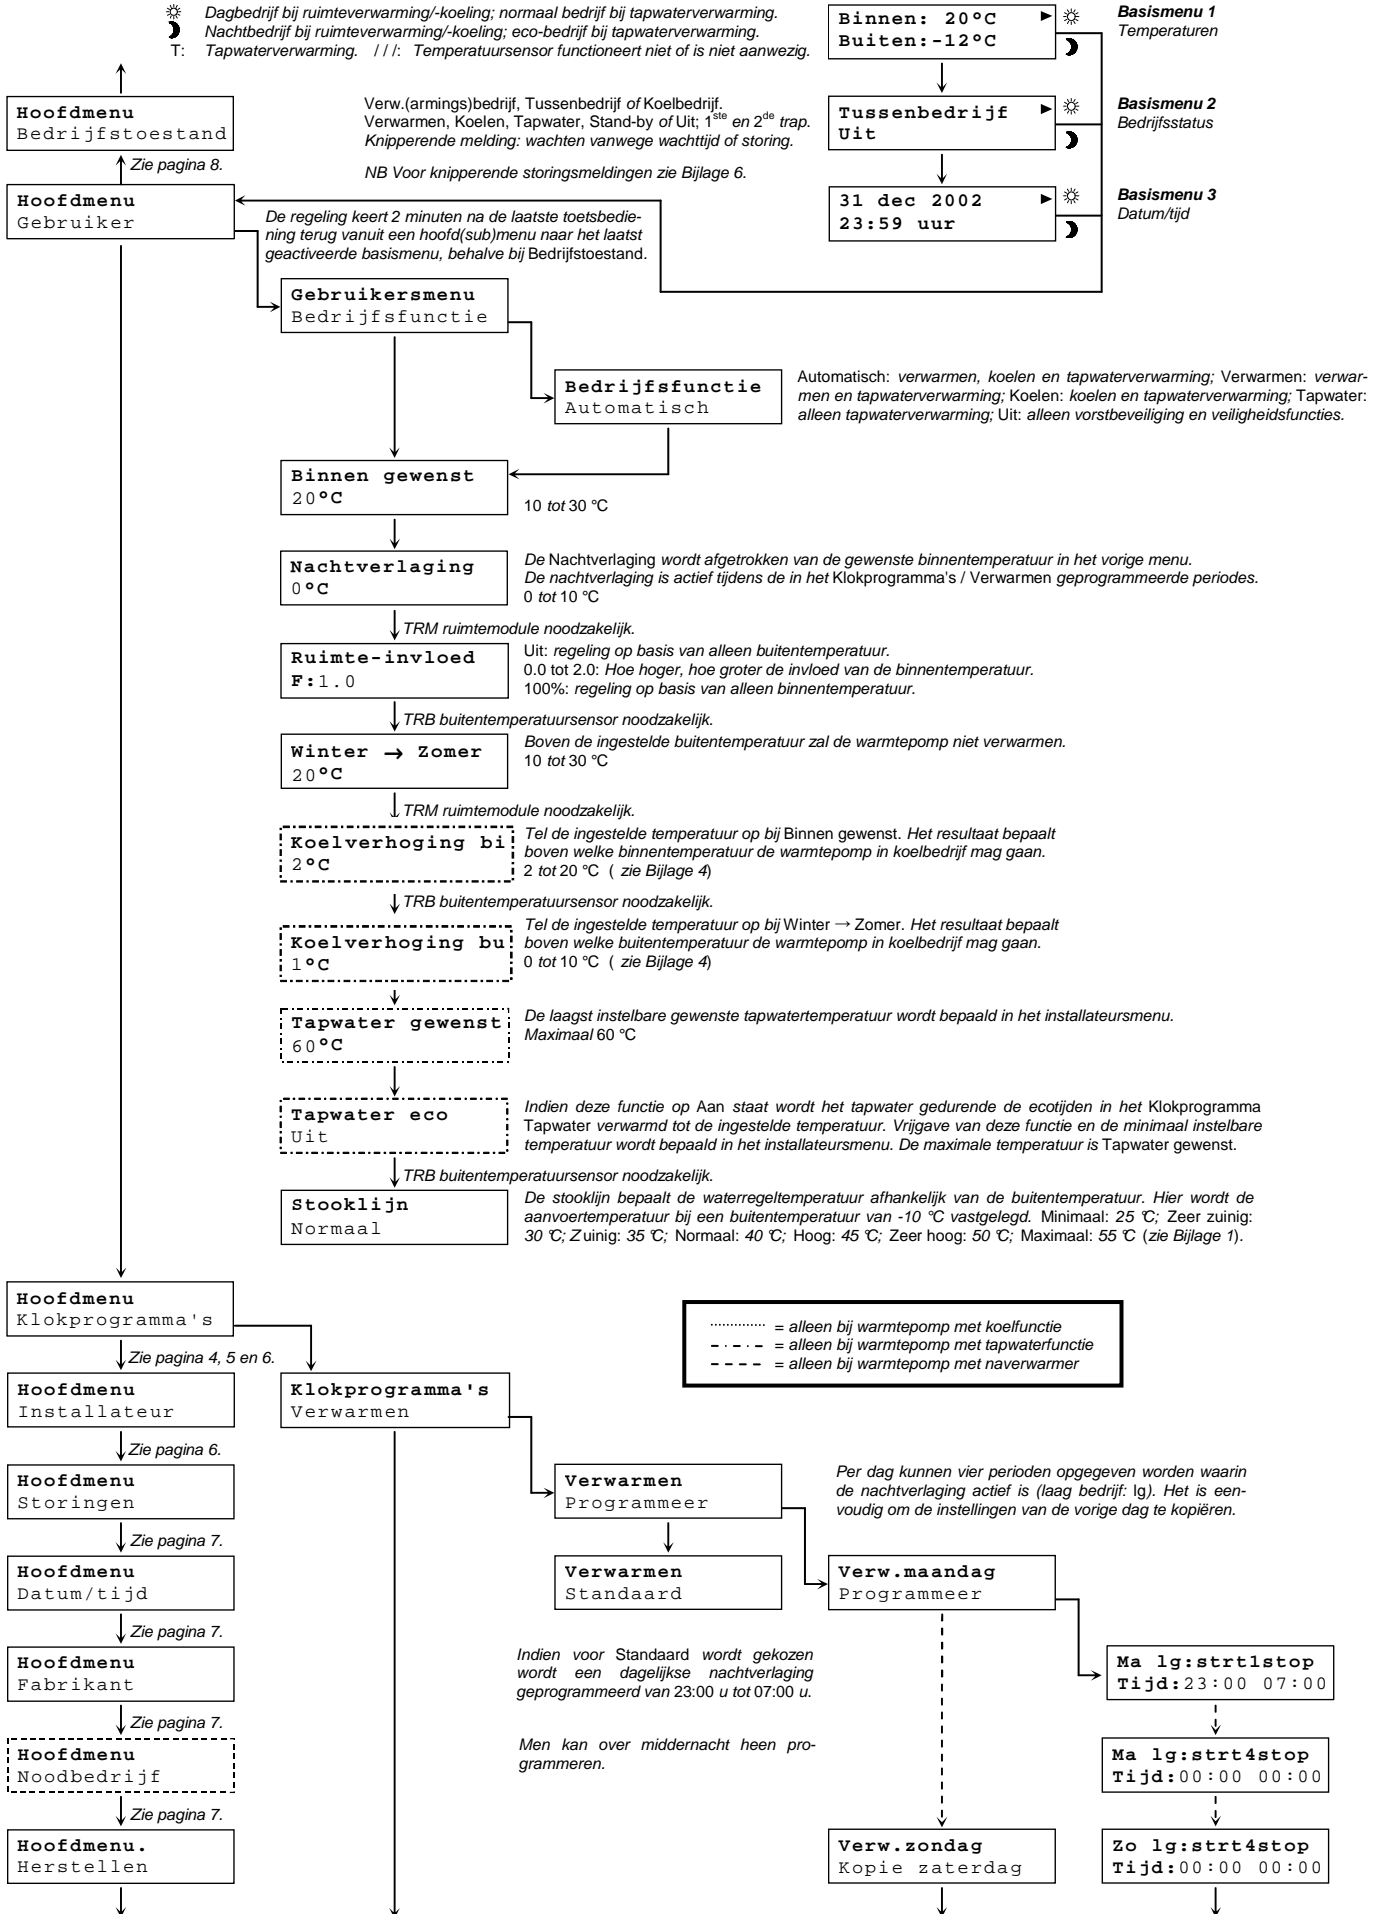 Dagbedrijf bij ruimteverwarming/-koeling; normaal bedrijf bij tapwaterverwarming.
Nachtbedrijf bij ruimteverwarming/-koeling; eco-bedrijf bij tapwaterverwarming.
T: Tapwaterverwarming. / / /: Temperatuursensor functioneert niet of is niet aanwezig.
Binnen: 20°C
Buiten:-12°C
Basismenu 1
Temperaturen
Hoofdmenu
Bedrijfstoestand
Verw.(armings)bedrijf, Tussenbedrijf of Koelbedrijf.
Verwarmen, Koelen, Tapwater, Stand-by of Uit; 1ste en 2de trap.
Knipperende melding: wachten vanwege wachttijd of storing.
Tussenbedrijf
Uit
Basismenu 2
Bedrijfsstatus
Zie pagina 8.
NB Voor knipperende storingsmeldingen zie Bijlage 6.
Hoofdmenu
Gebruiker
31 dec 2002
23:59 uur
Basismenu 3
Datum/tijd
De regeling keert 2 minuten na de laatste toetsbedie-
ning terug vanuit een hoofd(sub)menu naar het laatst
geactiveerde basismenu, behalve bij Bedrijfstoestand.
Gebruikersmenu
Bedrijfsfunctie
Bedrijfsfunctie
Automatisch
Automatisch: verwarmen, koelen en tapwaterverwarming; Verwarmen: verwar-
men en tapwaterverwarming; Koelen: koelen en tapwaterverwarming; Tapwater:
alleen tapwaterverwarming; Uit: alleen vorstbeveiliging en veiligheidsfuncties.
Binnen gewenst
20°C
10 tot 30 °C
Nachtverlaging
0°C
De Nachtverlaging wordt afgetrokken van de gewenste binnentemperatuur in het vorige menu.
De nachtverlaging is actief tijdens de in het Klokprogramma's / Verwarmen geprogrammeerde periodes.
0 tot 10 °C
TRM ruimtemodule noodzakelijk.
Ruimte-invloed
F:1.0
Uit: regeling op basis van alleen buitentemperatuur.
0.0 tot 2.0: Hoe hoger, hoe groter de invloed van de binnentemperatuur.
100%: regeling op basis van alleen binnentemperatuur.
TRB buitentemperatuursensor noodzakelijk.
Winter → Zomer
20°C
Boven de ingestelde buitentemperatuur zal de warmtepomp niet verwarmen.
10 tot 30 °C
TRM ruimtemodule noodzakelijk.
Koelverhoging bi
2°C
Tel de ingestelde temperatuur op bij Binnen gewenst. Het resultaat bepaalt
boven welke binnentemperatuur de warmtepomp in koelbedrijf mag gaan.
2 tot 20 °C ( zie Bijlage 4)
TRB buitentemperatuursensor noodzakelijk.
Koelverhoging bu
1°C
Tel de ingestelde temperatuur op bij Winter → Zomer. Het resultaat bepaalt
boven welke buitentemperatuur de warmtepomp in koelbedrijf mag gaan.
0 tot 10 °C ( zie Bijlage 4)
Tapwater gewenst
60°C
De laagst instelbare gewenste tapwatertemperatuur wordt bepaald in het installateursmenu.
Maximaal 60 °C
Tapwater eco
Uit
Indien deze functie op Aan staat wordt het tapwater gedurende de ecotijden in het Klokprogramma
Tapwater verwarmd tot de ingestelde temperatuur. Vrijgave van deze functie en de minimaal instelbare
temperatuur wordt bepaald in het installateursmenu. De maximale temperatuur is Tapwater gewenst.
TRB buitentemperatuursensor noodzakelijk.
Stooklijn
Normaal
De stooklijn bepaalt de waterregeltemperatuur afhankelijk van de buitentemperatuur. Hier wordt de
aanvoertemperatuur bij een buitentemperatuur van -10 °C vastgelegd. Minimaal: 25 °C; Zeer zuinig:
30 °C; Zuinig: 35 °C; Normaal: 40 °C; Hoog: 45 °C; Zeer hoog: 50 °C; Maximaal: 55 °C (zie Bijlage 1).
Hoofdmenu
Klokprogramma's
= alleen bij warmtepomp met koelfunctie
= alleen bij warmtepomp met tapwaterfunctie
= alleen bij warmtepomp met naverwarmer
Zie pagina 4, 5 en 6.
Hoofdmenu
Installateur
Klokprogramma's
Verwarmen
Zie pagina 6.
Hoofdmenu
Storingen
Verwarmen
Programmeer
Per dag kunnen vier perioden opgegeven worden waarin
de nachtverlaging actief is (laag bedrijf: lg). Het is een-
voudig om de instellingen van de vorige dag te kopiëren.
Zie pagina 7.
Hoofdmenu
Datum/tijd
Verwarmen
Standaard
Verw.maandag
Programmeer
Zie pagina 7.
Hoofdmenu
Fabrikant
Indien voor Standaard wordt gekozen
wordt een dagelijkse nachtverlaging
geprogrammeerd van 23:00 u tot 07:00 u.
Ma lg:strt1stop
Tijd:23:00 07:00
Zie pagina 7.
Hoofdmenu
Noodbedrijf
Men kan over middernacht heen pro-
grammeren.
Ma lg:strt4stop
Tijd:00:00 00:00
Zie pagina 7.
Hoofdmenu.
Herstellen
Verw.zondag
Kopie zaterdag
Zo lg:strt4stop
Tijd:00:00 00:00